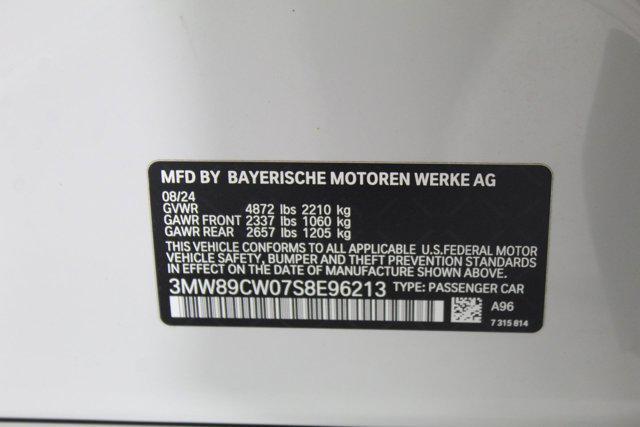 MFD BY BAYERISCHE MOTOREN WERKE AG
08/24
GVWR 4872 lbs 2210 kg
GAWR FRONT 2337 lbs 1060 kg
GAWR REAR 2657 lbs 1205 kg
THIS VEHICLE CONFORMS TO ALL APPLICABLE U.S.FEDERAL MOTOR
VEHICLE SAFETY, BUMPER AND THEFT PREVENTION STANDARDS
IN EFFECT ON THE DATE OF MANUFACTURE SHOWN ABOVE.
3MW89CW07S8E96213 TYPE: PASSENGER CAR
A96
7 315 814